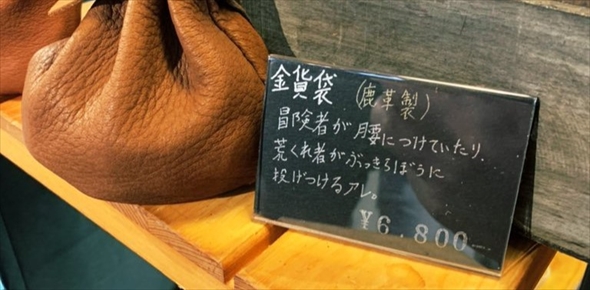 金貨袋 (鹿革製)
冒険者が腰につけていたり、
荒くれ者がぶっきらぼうに
投げつけるアレ。
¥6,800